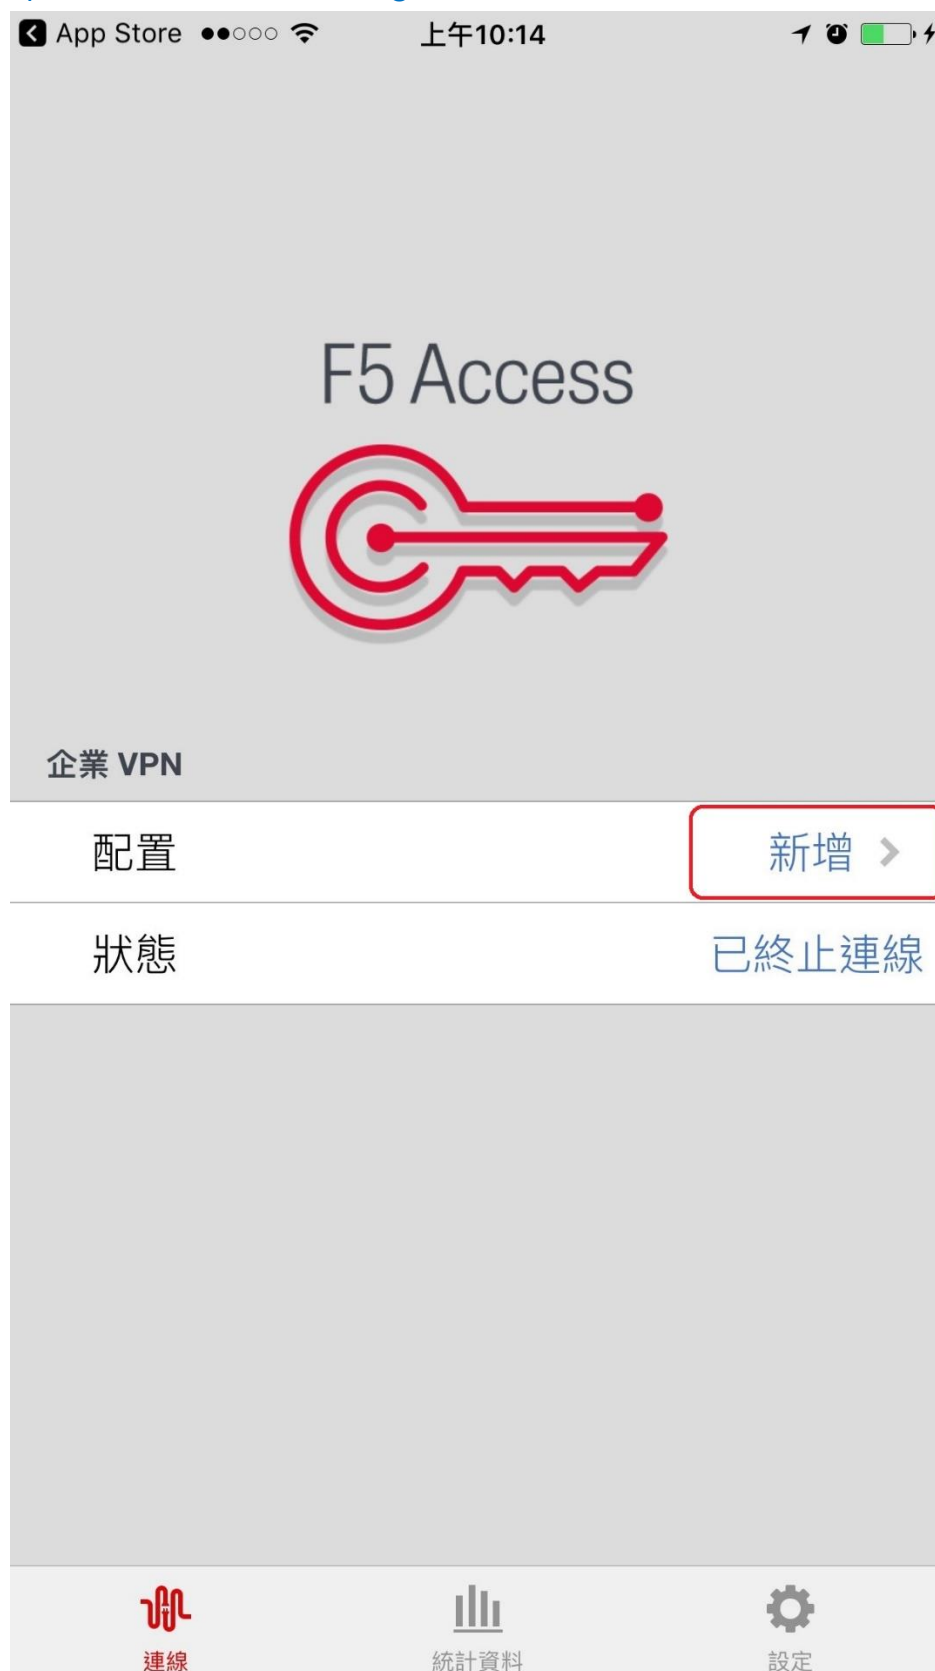 App Store 上午10:14
F5 Access
企業 VPN
配置 新增
狀態 已終止連線
連線 統計資料 設定